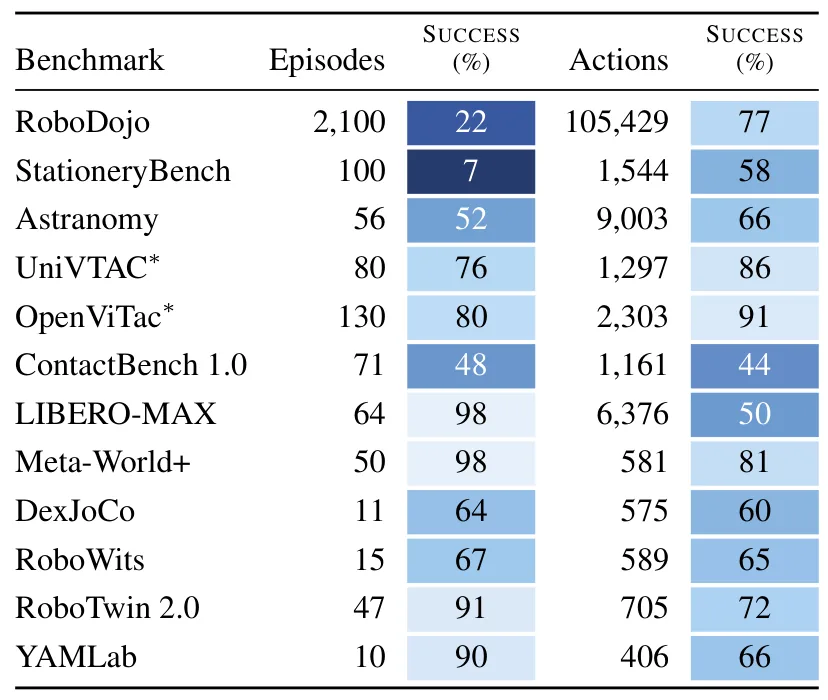 Benchmark Episodes SUCCESS (%) Actions SUCCESS (%)
RoboDojo 2,100 22 105,429 77
StationeryBench 100 7 1,544 58
Astranomy 56 52 9,003 66
UniVTAC* 80 76 1,297 86
OpenViTac* 130 80 2,303 91
ContactBench 1.0 71 48 1,161 44
LIBERO-MAX 64 98 6,376 50
Meta-World+ 50 98 581 81
DexJoCo 11 64 575 60
RoboWits 15 67 589 65
RoboTwin 2.0 47 91 705 72
YAMLab 10 90 406 66